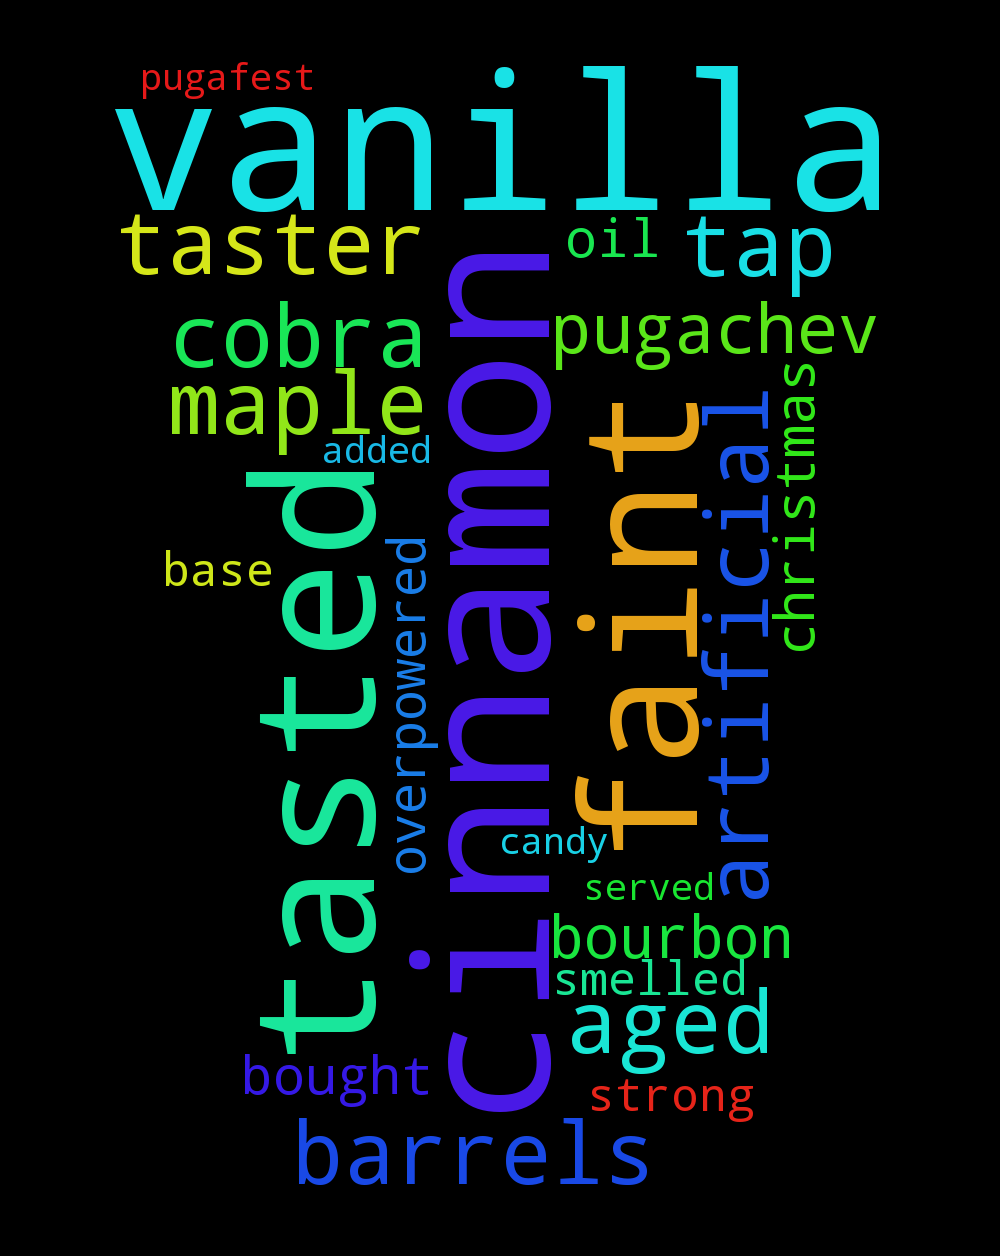 pugafest
vanilla
taster
oil
tap
cobra
pugachev
maple
added
cinnamon
faint
artificial
christmas
tasted
base
overpowered
candy
served
bourbon
smelled
aged
bought
strong
barrels